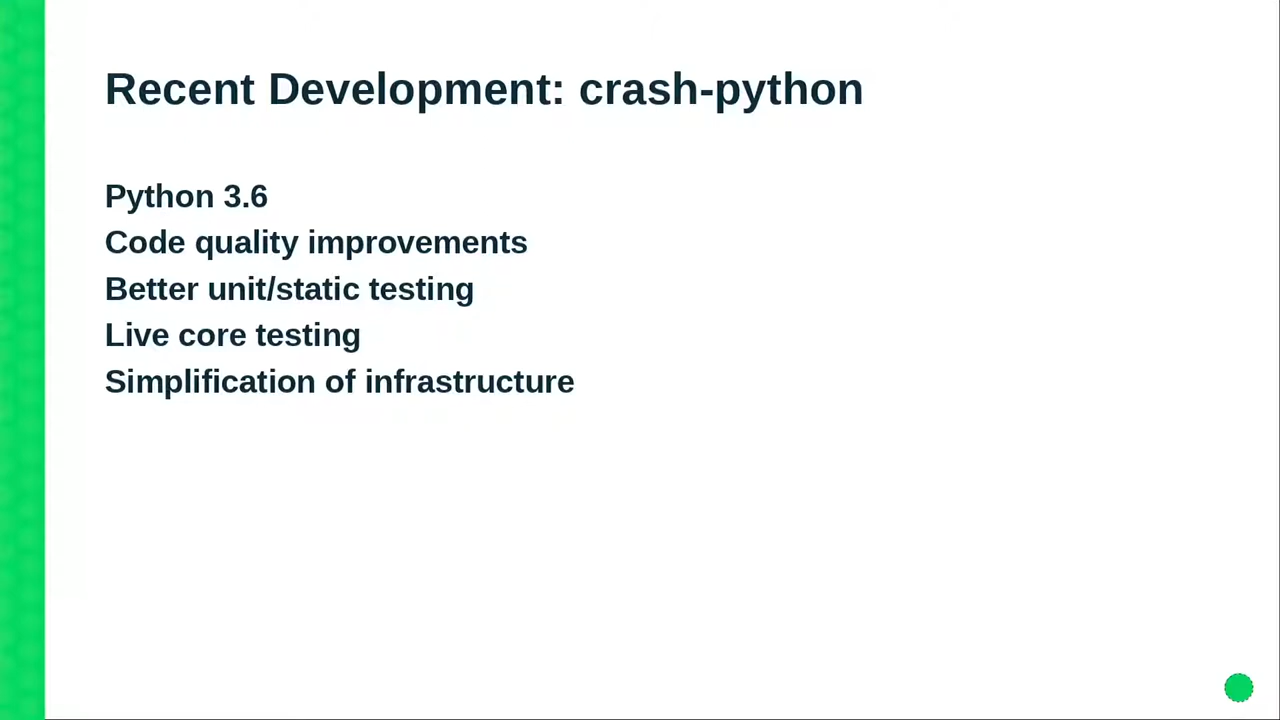 Recent Development: crash-python
Python 3.6
Code quality improvements
Better unit/static testing
Live core testing
Simplification of infrastructure